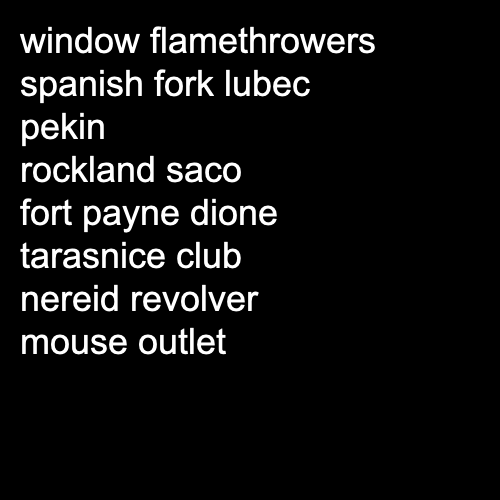 window flamethrowers
spanish fork lubec
pekin
rockland saco
fort payne dione
tarasnice club
nereid revolver
mouse outlet